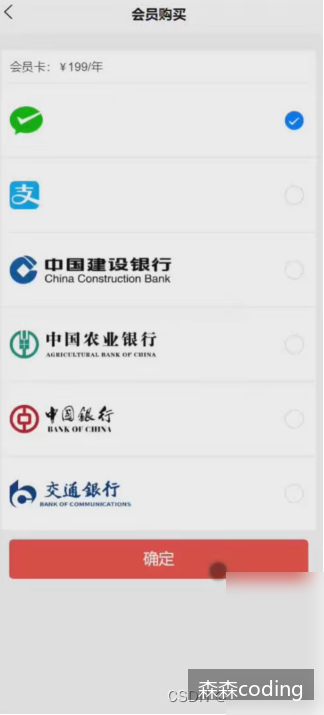 会员购买
会员卡：￥199/年
支
中国建设银行
China Construction Bank
中国农业银行
AGRICULTURAL BANK OF CHINA
中国银行
BANK OF CHINA
交通银行
BANK OF COMMUNICATIONS
确定
森森coding